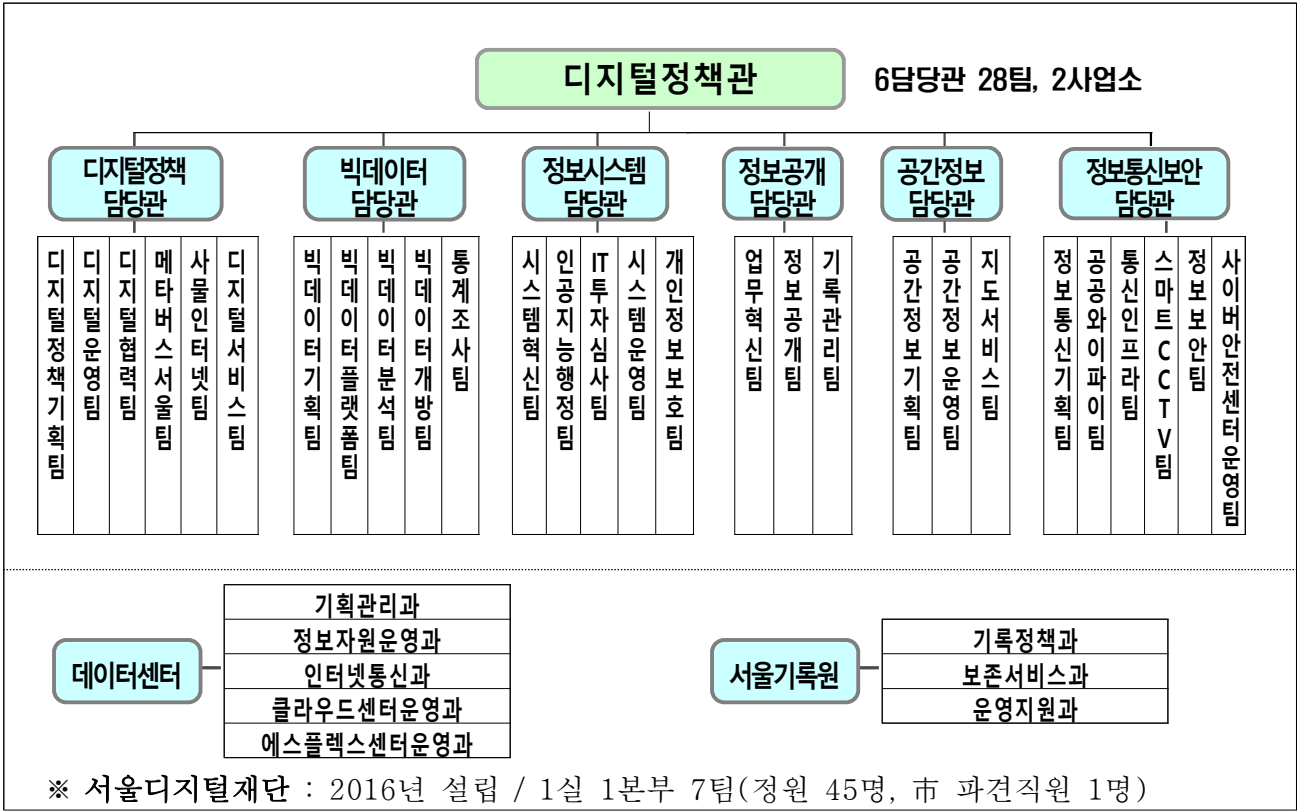 디지털정책관
6담당관 28팀, 2사업소
디지털정책
담당관
빅데이터
담당관
정보시스템
담당관
정보공개
담당관
공간정보
담당관
정보통신보안
담당관
디지털정책기획팀
디지털운영팀
디지털협력팀
메타버스서울팀
사물인터넷팀
디지털서비스팀
빅데이터기획팀
빅데이터플랫폼팀
빅데이터분석팀
빅데이터개방팀
통계조사팀
시스템혁신팀
인공지능행정팀
IT투자심사팀
시스템운영팀
개인정보보호팀
업무혁신팀
정보공개팀
기록관리팀
공간정보기획팀
공간정보운영팀
지도서비스팀
정보통신기획팀
공공와이파이팀
통신인프라팀
스마트CCTV팀
정보보안팀
사이버안전센터운영팀
데이터센터
기획관리과
정보자원운영과
인터넷통신과
클라우드센터운영과
에스플렉스센터운영과
서울기록원
기록정책과
보존서비스과
운영지원과
※ 서울디지털재단 : 2016년 설립 / 1실 1본부 7팀(정원 45명, 市 파견직원 1명)